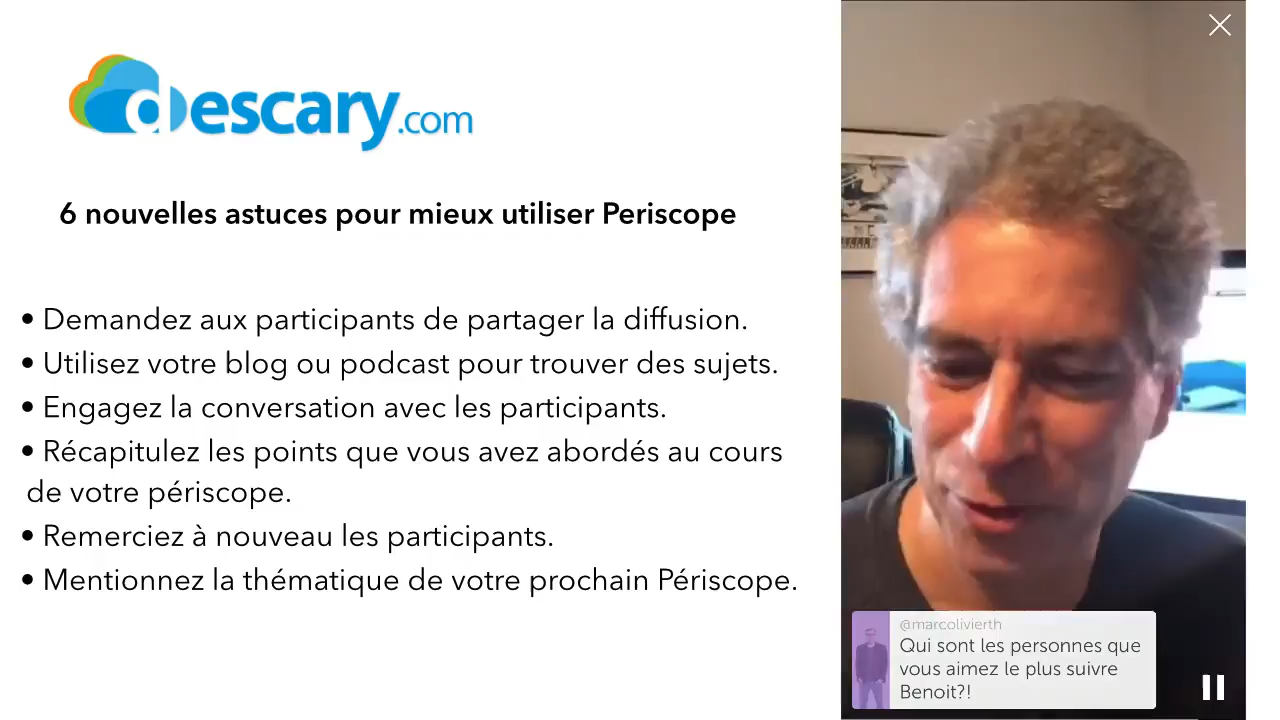 descary.com
6 nouvelles astuces pour mieux utiliser Periscope
• Demandez aux participants de partager la diffusion.
• Utilisez votre blog ou podcast pour trouver des sujets.
• Engagez la conversation avec les participants.
• Récapitulez les points que vous avez abordés au cours
de votre périscope.
• Remerciez à nouveau les participants.
• Mentionnez la thématique de votre prochain Périscope.
@marcolivierth
Qui sont les personnes que
vous aimez le plus suivre
Benoit?!